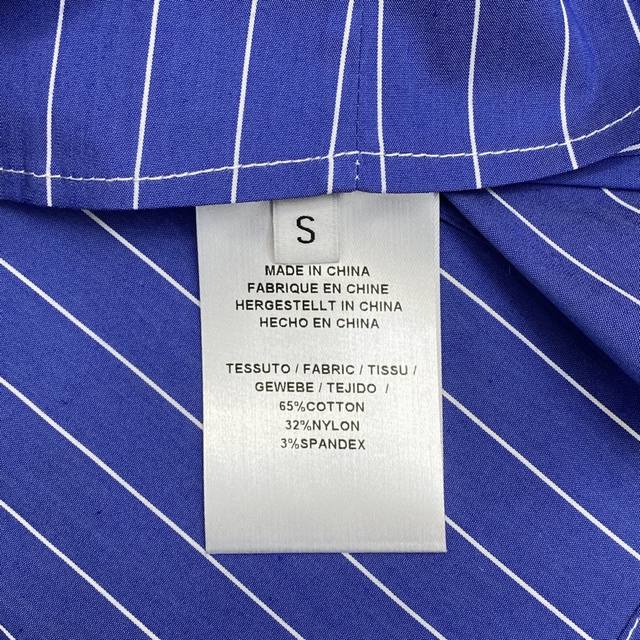 S
MADE IN CHINA
FABRIQUE EN CHINE
HERGESTELLT IN CHINA
HECHO EN CHINA
TESSUTO / FABRIC / TISSU /
GEWEBE / TEJIDO /
65%COTTON
32%NYLON
3%SPANDEX